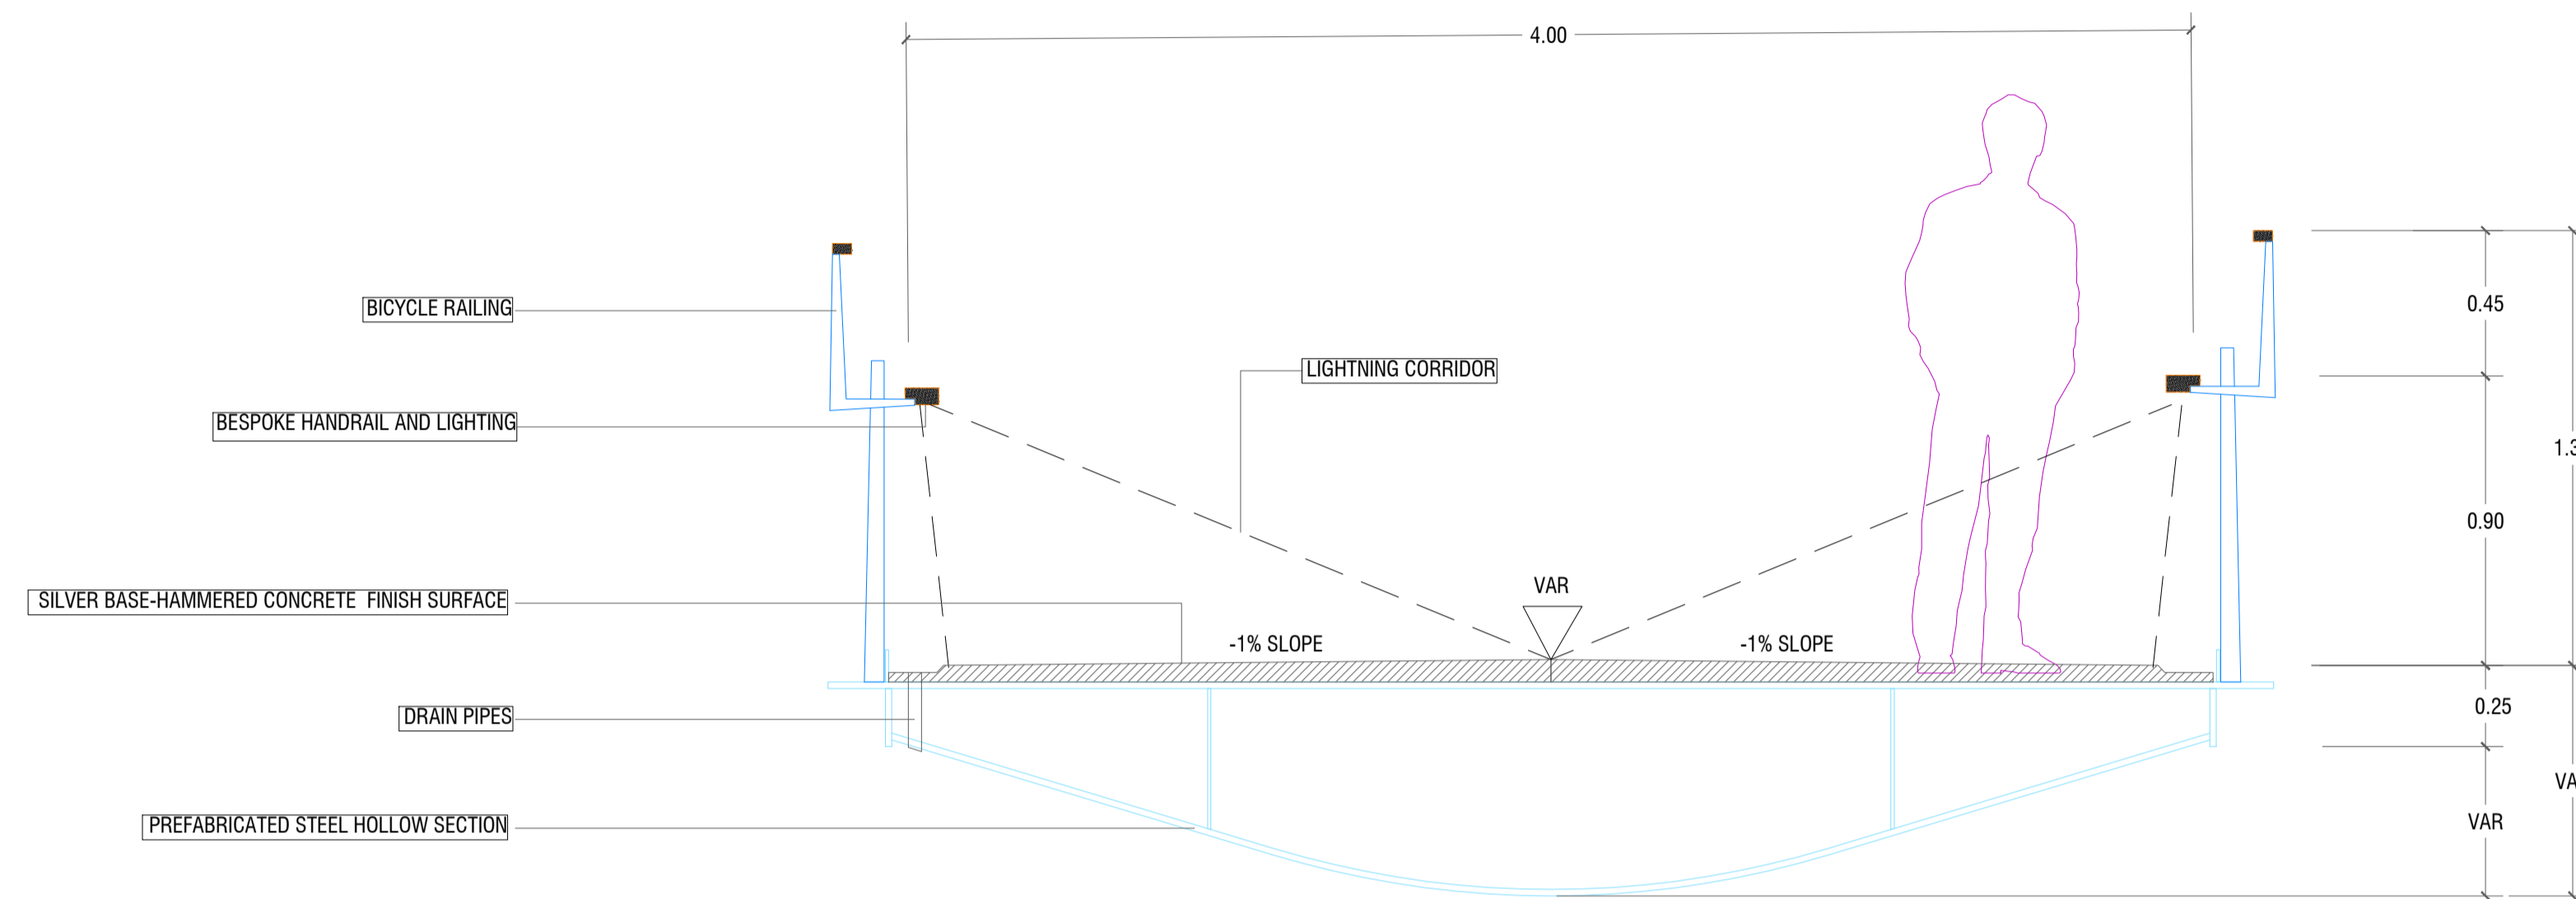 4.00
BICYCLE RAILING
0.45
LIGHTNING CORRIDOR
BESPOKE HANDRAIL AND LIGHTING
0.90
VAR
SILVER BASE-HAMMERED CONCRETE FINISH SURFACE
-1% SLOPE
-1% SLOPE
0.25
DRAIN PIPES
PREFABRICATED STEEL HOLLOW SECTION
VAR